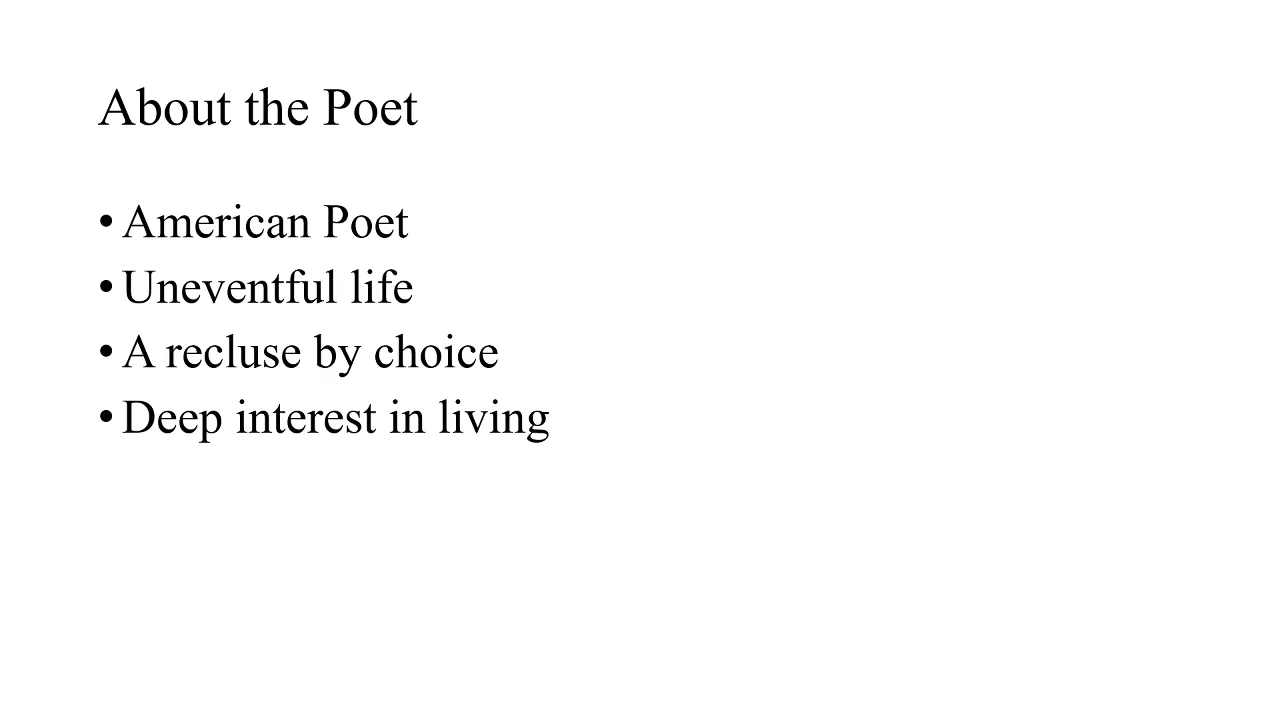 About the Poet
• American Poet
• Uneventful life
• A recluse by choice
• Deep interest in living